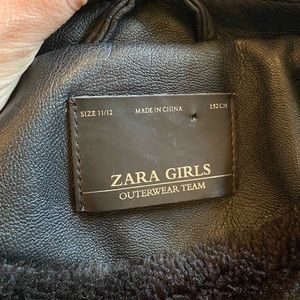 SIZE 11/12 MADE IN CHINA 152 CM
ZARA GIRLS
OUTERWEAR TEAM